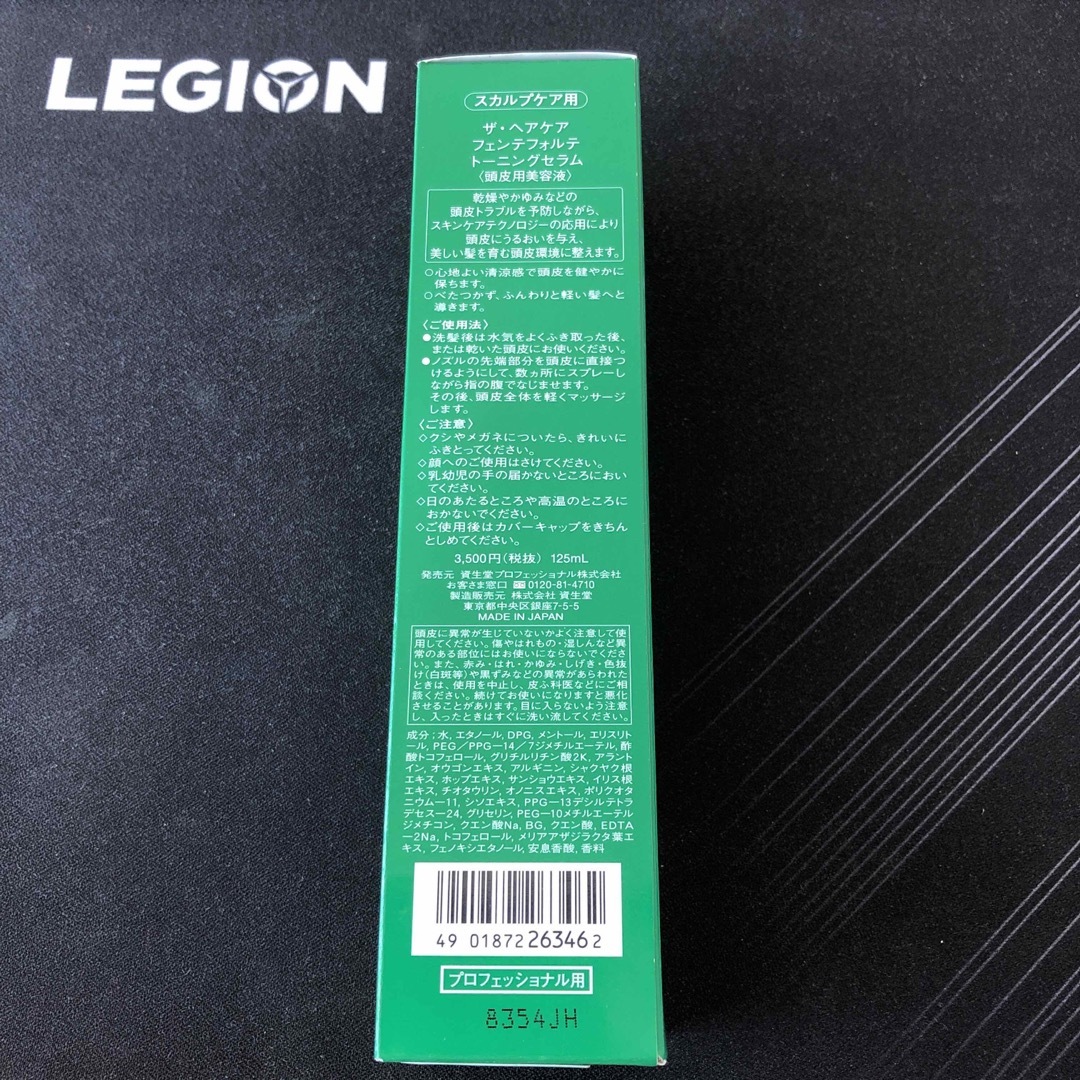 LEGION
スカルプケア用
ザ・ヘアケア
フェンテフォルテ
トーニングセラム
〈頭皮用美容液〉
乾燥やかゆみなどの
頭皮トラブルを予防しながら、
スキンケアテクノロジーの応用により
頭皮にうるおいを与え、
美しい髪を育む頭皮環境に整えます。
○心地よい清涼感で頭皮を健やかに
保ちます。
○べたつかず、ふんわりと軽い髪へと
導きます。
〈ご使用法〉
●洗髪後は水気をよくふき取った後、
または乾いた頭皮にお使いください。
●ノズルの先端部分を頭皮に直接つ
けるようにして、数ヵ所にスプレーし
ながら指の腹でなじませます。
その後、頭皮全体を軽くマッサージ
します。
〈ご注意〉
◇クシやメガネについたら、きれいに
ふきとってください。
◇顔へのご使用はさけてください。
◇乳幼児の手の届かないところにおい
てください。
◇日のあたるところや高温のところに
おかないでください。
◇ご使用後はカバーキャップをきちん
としめてください。
3,500円(税抜) 125mL
発売元 資生堂プロフェッショナル株式会社
お客さま窓口 0120-81-4710
製造販売元 株式会社 資生堂
東京都中央区銀座7-5-5
MADE IN JAPAN
頭皮に異常が生じていないかよく注意して使
用してください。傷やはれもの・湿しんなど異
常のある部位にはお使いにならないでくださ
い。また、赤み・はれ・かゆみ・しげき・色抜
け(白斑等)や黒ずみなどの異常があらわれた
ときは、使用を中止し、皮ふ科医などにご相
談ください。続けてお使いになりますと悪化
させることがあります。目に入らないよう注意
し、入ったときはすぐに洗い流してください。
成分:水, エタノール, DPG, メントール, エリスリト
ール, PEG/PPG-14/7ジメチルエーテル, 酢
酸トコフェロール, グリチルリチン酸2K, アラント
イン, オウゴンエキス, アルギニン, シャクヤク根
エキス, ホップエキス, サンショウエキス, イリス根
エキス, チオタウリン, オノニスエキス, ポリクオタ
ニウム-11, シソエキス, PPG-13デシルテトラ
デセス-24, グリセリン, PEG-10メチルエーテル
ジメチコン, クエン酸Na, BG, クエン酸, EDTA
-2Na, トコフェロール, メリアアザジラクタ葉エ
キス, フェノキシエタノール, 安息香酸, 香料
49 01872 263462
プロフェッショナル用
8354JH